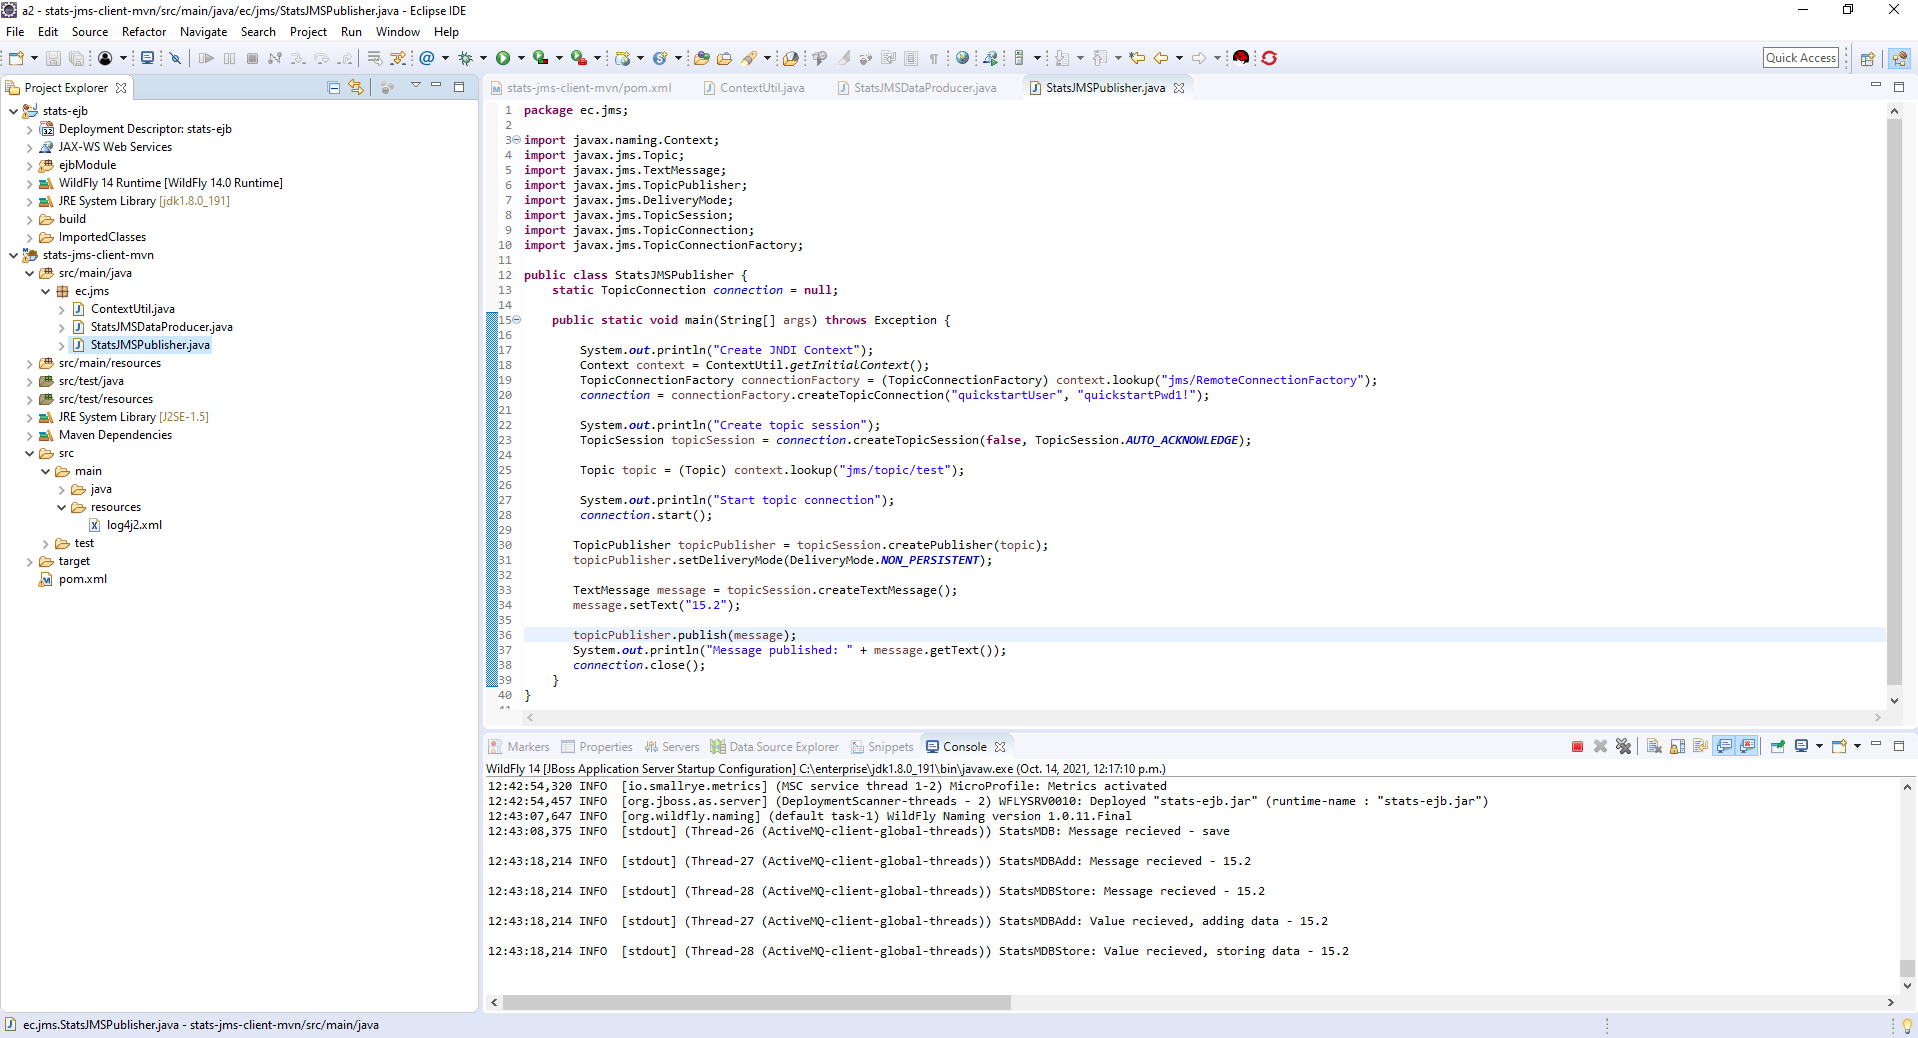 a2 - stats-jms-client-mvn/src/main/java/ec/jms/StatsJMSPublisher.java - Eclipse IDE
File Edit Source Refactor Navigate Search Project Run Window Help
Quick Access
Project Explorer
stats-ejb
Deployment Descriptor: stats-ejb
JAX-WS Web Services
ejbModule
WildFly 14 Runtime [WildFly 14.0 Runtime]
JRE System Library [jdk1.8.0_191]
build
ImportedClasses
stats-jms-client-mvn
src/main/java
ec.jms
ContextUtil.java
StatsJMSDataProducer.java
StatsJMSPublisher.java
src/main/resources
src/test/java
src/test/resources
JRE System Library [J2SE-1.5]
Maven Dependencies
src
main
java
resources
log4j2.xml
test
target
pom.xml
stats-jms-client-mvn/pom.xml ContextUtil.java StatsJMSDataProducer.java StatsJMSPublisher.java
1 package ec.jms;
2
3 import javax.naming.Context;
4 import javax.jms.Topic;
5 import javax.jms.TextMessage;
6 import javax.jms.TopicPublisher;
7 import javax.jms.DeliveryMode;
8 import javax.jms.TopicSession;
9 import javax.jms.TopicConnection;
10 import javax.jms.TopicConnectionFactory;
11
12 public class StatsJMSPublisher {
13 static TopicConnection connection = null;
14
15 public static void main(String[] args) throws Exception {
16
17 System.out.println("Create JNDI Context");
18 Context context = ContextUtil.getInitialContext();
19 TopicConnectionFactory connectionFactory = (TopicConnectionFactory) context.lookup("jms/RemoteConnectionFactory");
20 connection = connectionFactory.createTopicConnection("quickstartUser", "quickstartPwd1!");
21
22 System.out.println("Create topic session");
23 TopicSession topicSession = connection.createTopicSession(false, TopicSession.AUTO_ACKNOWLEDGE);
24
25 Topic topic = (Topic) context.lookup("jms/topic/test");
26
27 System.out.println("Start topic connection");
28 connection.start();
29
30 TopicPublisher topicPublisher = topicSession.createPublisher(topic);
31 topicPublisher.setDeliveryMode(DeliveryMode.NON_PERSISTENT);
32
33 TextMessage message = topicSession.createTextMessage();
34 message.setText("15.2");
35
36 topicPublisher.publish(message);
37 System.out.println("Message published: " + message.getText());
38 connection.close();
39 }
40 }
Markers Properties Servers Data Source Explorer Snippets Console
WildFly 14 [JBoss Application Server Startup Configuration] C:\enterprise\jdk1.8.0_191\bin\javaw.exe (Oct. 14, 2021, 12:17:10 p.m.)
12:42:54,320 INFO [io.smallrye.metrics] (MSC service thread 1-2) MicroProfile: Metrics activated
12:42:54,457 INFO [org.jboss.as.server] (DeploymentScanner-threads - 2) WFLYSRV0010: Deployed "stats-ejb.jar" (runtime-name : "stats-ejb.jar")
12:43:07,647 INFO [org.wildfly.naming] (default task-1) WildFly Naming version 1.0.11.Final
12:43:08,375 INFO [stdout] (Thread-26 (ActiveMQ-client-global-threads)) StatsMDB: Message recieved - save
12:43:18,214 INFO [stdout] (Thread-27 (ActiveMQ-client-global-threads)) StatsMDBAdd: Message recieved - 15.2
12:43:18,214 INFO [stdout] (Thread-28 (ActiveMQ-client-global-threads)) StatsMDBStore: Message recieved - 15.2
12:43:18,214 INFO [stdout] (Thread-27 (ActiveMQ-client-global-threads)) StatsMDBAdd: Value recieved, adding data - 15.2
12:43:18,214 INFO [stdout] (Thread-28 (ActiveMQ-client-global-threads)) StatsMDBStore: Value recieved, storing data - 15.2
ec.jms.StatsJMSPublisher.java - stats-jms-client-mvn/src/main/java